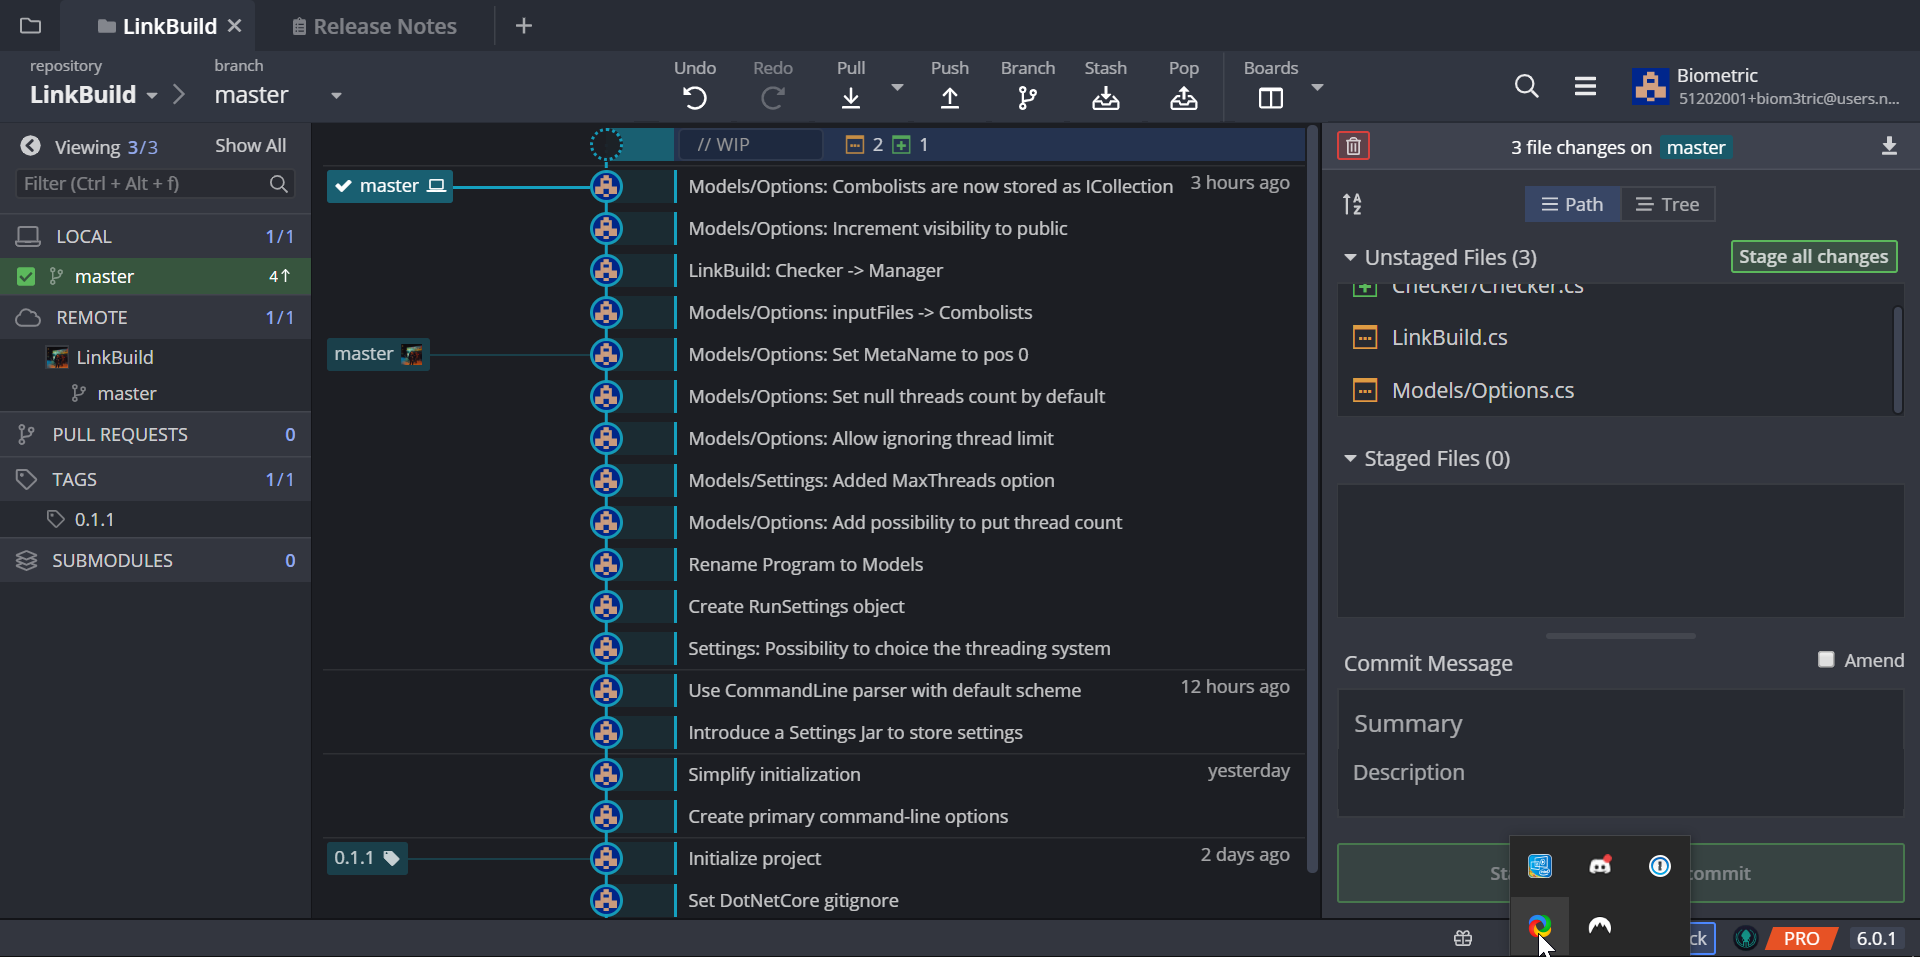 LinkBuild
Release Notes
repository
LinkBuild
branch
master
Undo
Redo
Pull
Push
Branch
Stash
Pop
Boards
Biometric
51202001+biom3tric@users.n...
Viewing 3/3
Show All
Filter (Ctrl + Alt + f)
LOCAL 1/1
master 4↑
REMOTE 1/1
LinkBuild
master
PULL REQUESTS 0
TAGS 1/1
0.1.1
SUBMODULES 0
// WIP 2 1
master Models/Options: Combolists are now stored as ICollection 3 hours ago
Models/Options: Increment visibility to public
LinkBuild: Checker -> Manager
Models/Options: inputFiles -> Combolists
master Models/Options: Set MetaName to pos 0
Models/Options: Set null threads count by default
Models/Options: Allow ignoring thread limit
Models/Settings: Added MaxThreads option
Models/Options: Add possibility to put thread count
Rename Program to Models
Create RunSettings object
Settings: Possibility to choice the threading system
Use CommandLine parser with default scheme 12 hours ago
Introduce a Settings Jar to store settings
Simplify initialization yesterday
Create primary command-line options
0.1.1 Initialize project 2 days ago
Set DotNetCore gitignore
3 file changes on master
Path
Tree
Unstaged Files (3)
Stage all changes
Checker/Checker.cs
LinkBuild.cs
Models/Options.cs
Staged Files (0)
Commit Message
Amend
Summary
Description
St
ommit
ck
PRO
6.0.1